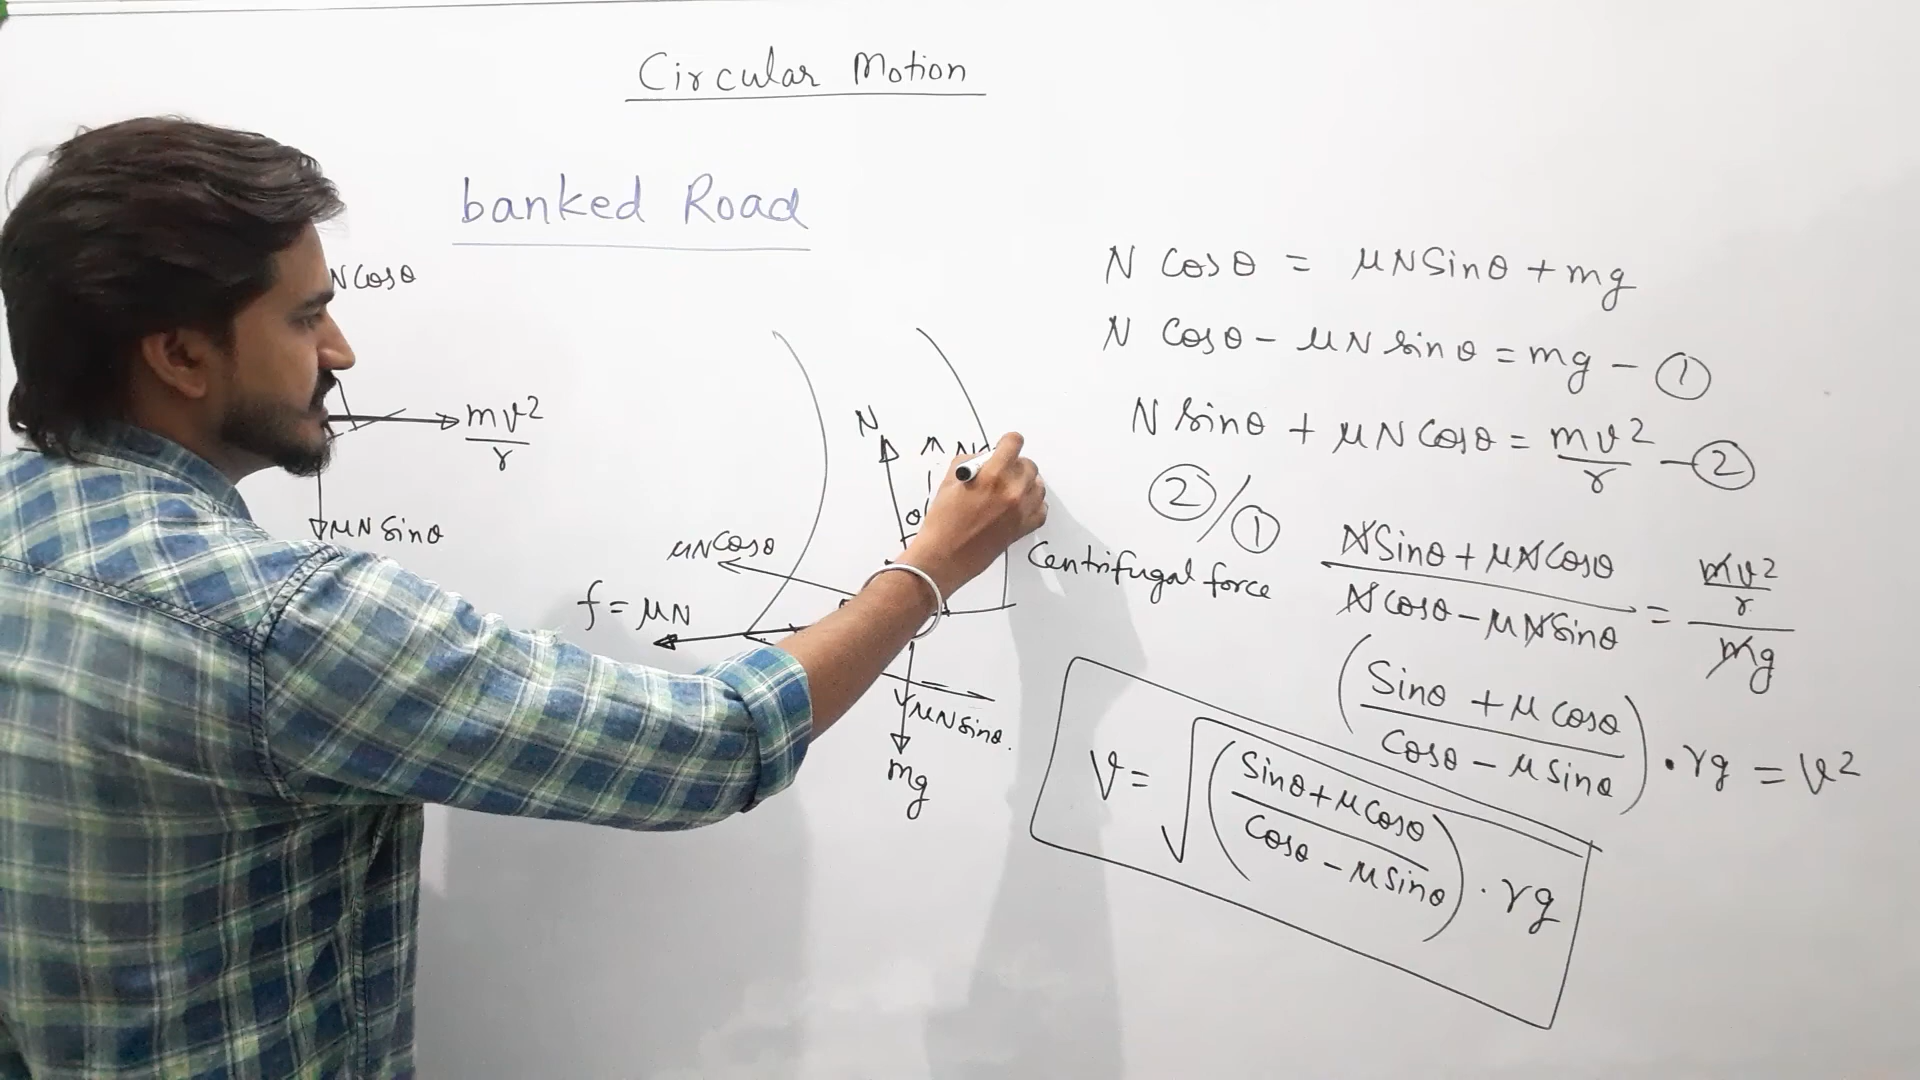 Circular Motion
banked Road
N Cosθ
mv²/r
μN Sinθ
N
θ
μN Cosθ
f = μN
μN Sinθ.
mg
Centrifugal force
N Cosθ = μN Sinθ + mg
N Cosθ - μN Sinθ = mg - ①
N Sinθ + μN Cosθ = mv²/r - ②
②/①
(N Sinθ + μN Cosθ)/(N Cosθ - μN Sinθ) = (mv²/r)/(mg)
((Sinθ + μ Cosθ)/(Cosθ - μ Sinθ)) · rg = v²
v = √(((Sinθ + μ Cosθ)/(Cosθ - μ Sinθ)) · rg)